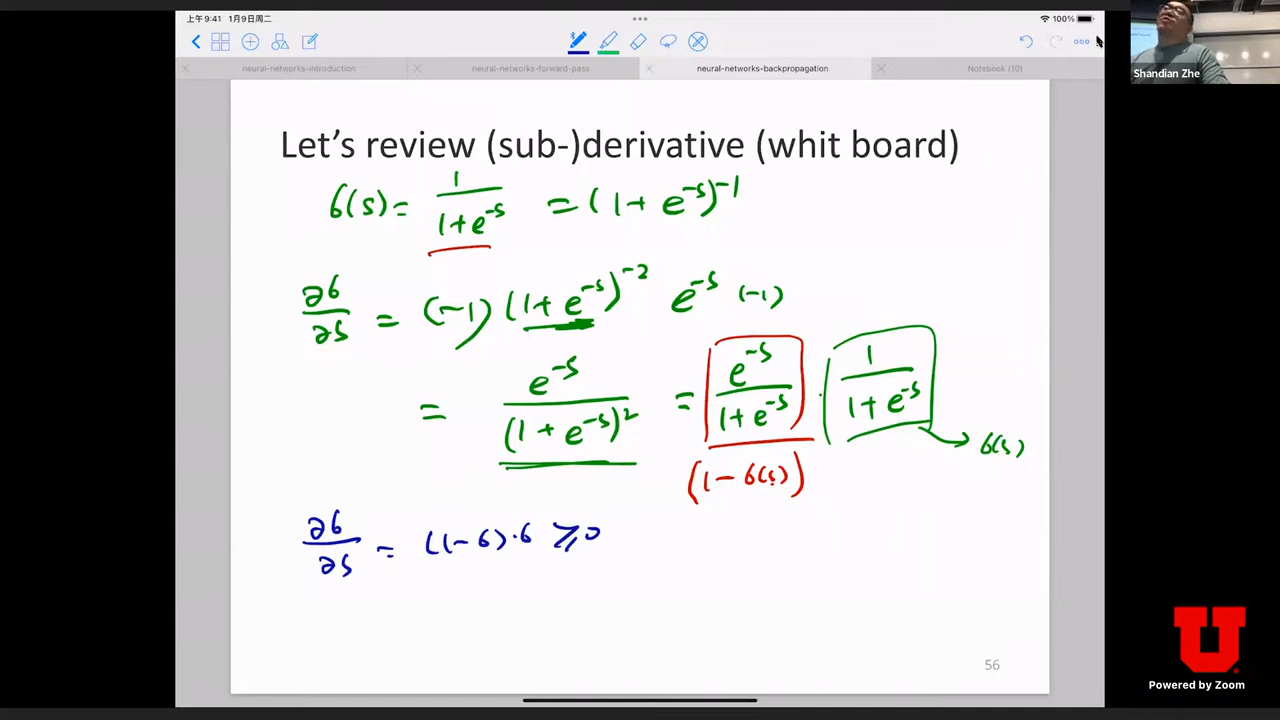 上午9:41 1月9日周二
100%
neural-networks-introduction
neural-networks-forward-pass
neural-networks-backpropagation
Notebook (10)
Shandian Zhe
Let's review (sub-)derivative (whit board)
σ(s) = 1/(1+e^{-s}) = (1+e^{-s})^{-1}
∂σ/∂s = (-1) (1+e^{-s})^{-2} e^{-s} (-1)
= e^{-s}/(1+e^{-s})^2 = e^{-s}/(1+e^{-s}) · 1/(1+e^{-s}) → σ(s)
(1-σ(s))
∂σ/∂s = (1-σ)·σ ≥0
56
U
Powered by Zoom